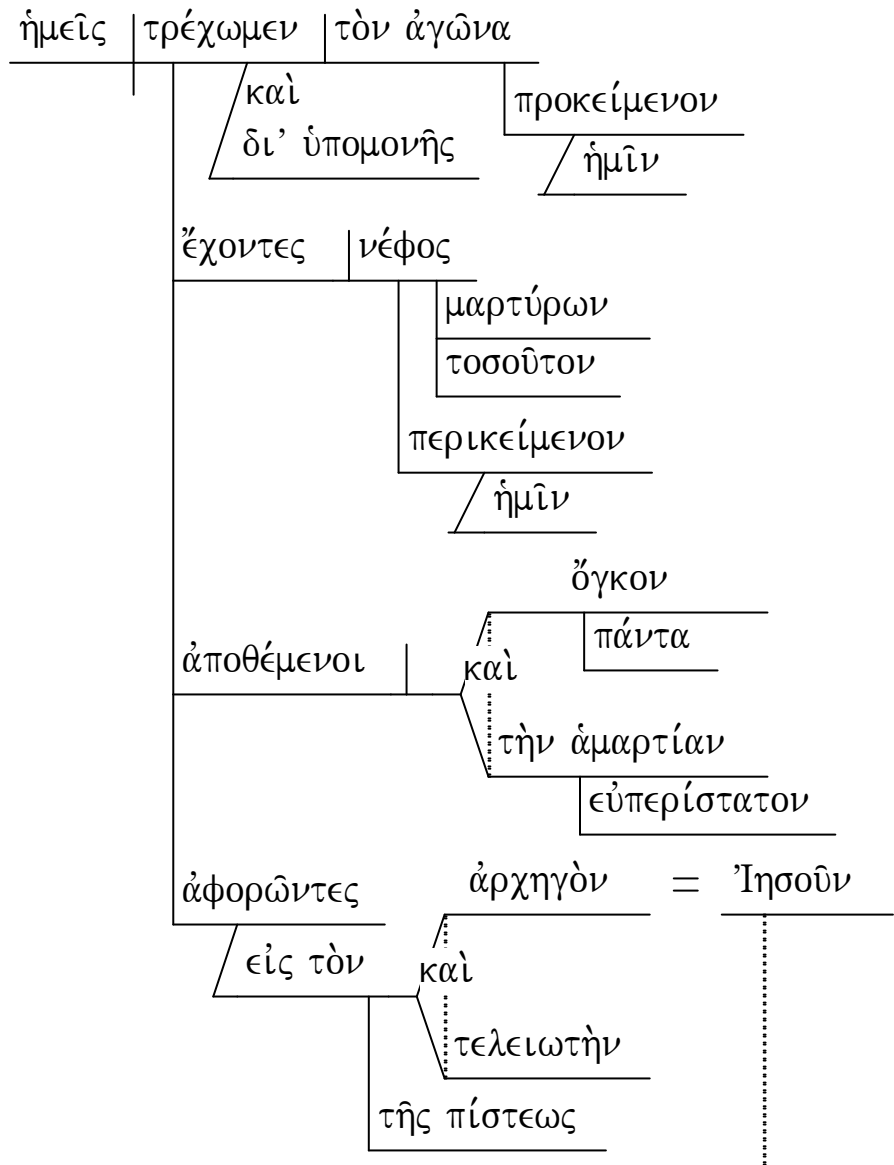 ἡμεῖς τρέχωμεν τὸν ἀγῶνα
καὶ
προκείμενον
δι’ ὑπομονῆς
ἡμῖν
ἔχοντες νέφος
μαρτύρων
τοσοῦτον
περικείμενον
ἡμῖν
ὄγκον
πάντα
ἀποθέμενοι καὶ
τὴν ἁμαρτίαν
εὐπερίστατον
ἀφορῶντες ἀρχηγὸν = Ἰησοῦν
εἰς τὸν καὶ
τελειωτὴν
τῆς πίστεως